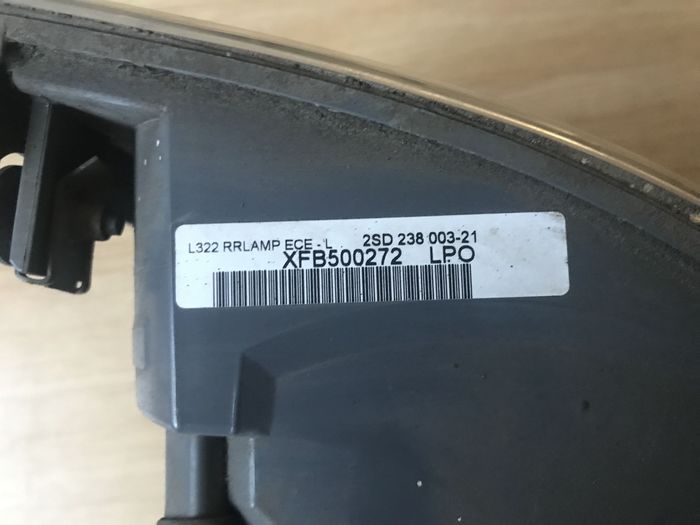 L322 RRLAMP ECE - L 2SD 238 003-21
XFB500272 LPO